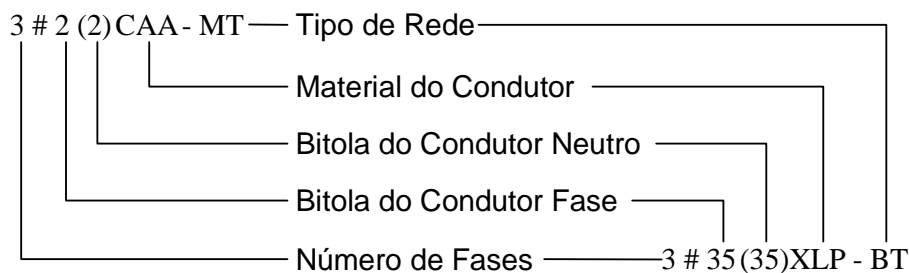 3 # 2 (2) CAA - MT Tipo de Rede
Material do Condutor
Bitola do Condutor Neutro
Bitola do Condutor Fase
Número de Fases 3 # 35 (35) XLP - BT